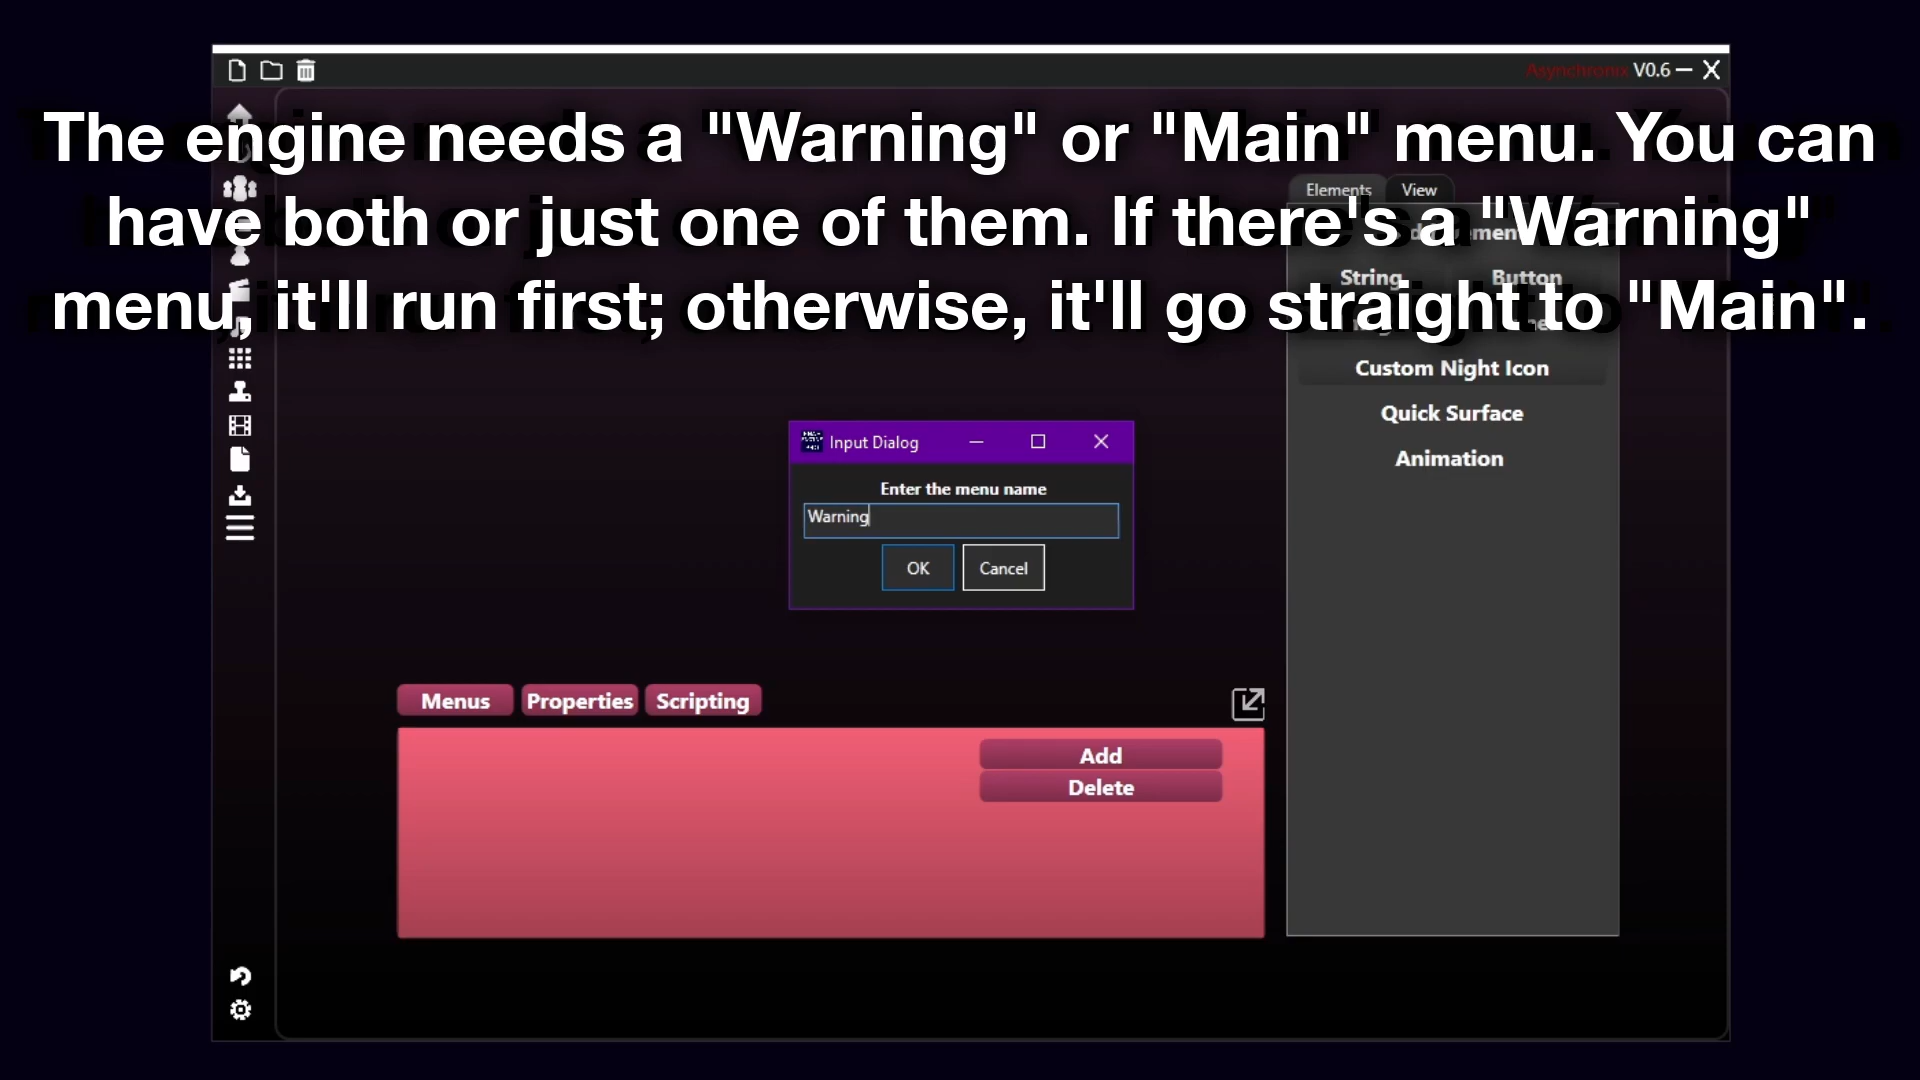 Asynchronix V0.6
The engine needs a "Warning" or "Main" menu. You can
have both or just one of them. If there's a "Warning"
menu, it'll run first; otherwise, it'll go straight to "Main".
Elements View
String Button
Custom Night Icon
Quick Surface
Animation
Input Dialog
Enter the menu name
Warning
OK Cancel
Menus Properties Scripting
Add
Delete